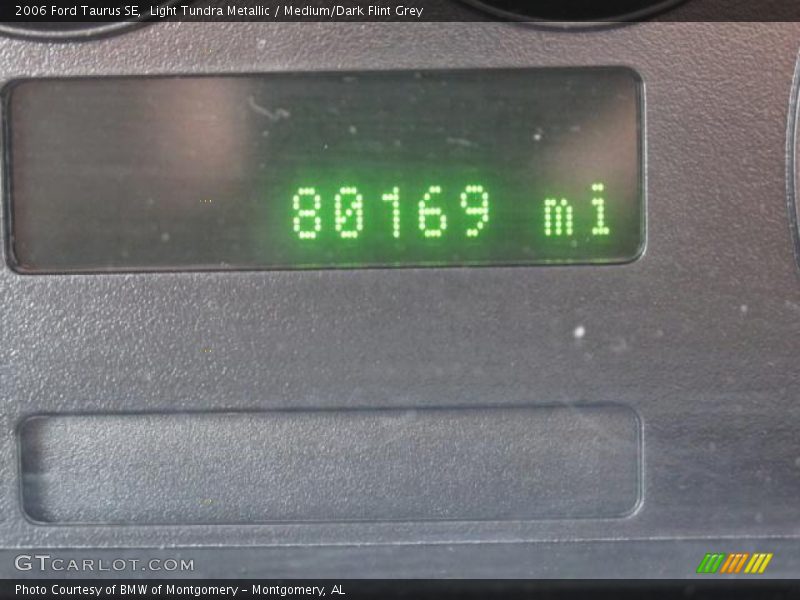 2006 Ford Taurus SE,  Light Tundra Metallic / Medium/Dark Flint Grey
80169 mi
GTCARLOT.COM
Photo Courtesy of BMW of Montgomery - Montgomery, AL